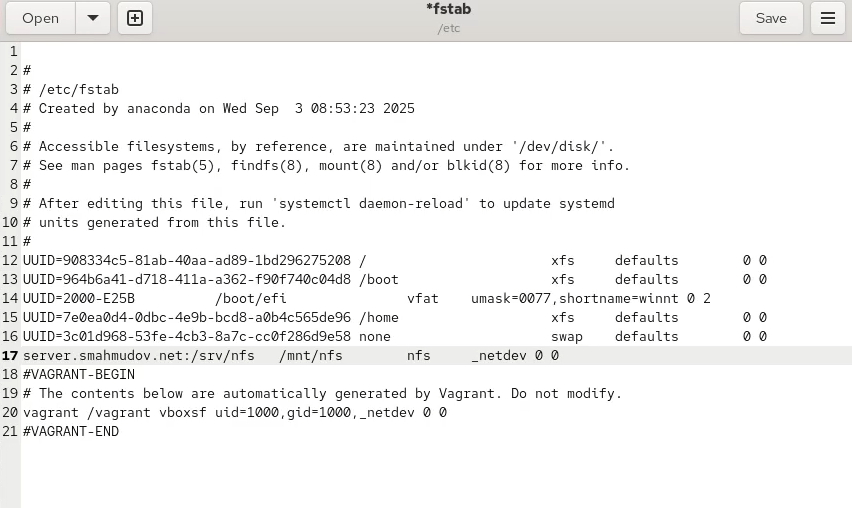 Open
*fstab
/etc
Save
1
2 #
3 # /etc/fstab
4 # Created by anaconda on Wed Sep  3 08:53:23 2025
5 #
6 # Accessible filesystems, by reference, are maintained under '/dev/disk/'.
7 # See man pages fstab(5), findfs(8), mount(8) and/or blkid(8) for more info.
8 #
9 # After editing this file, run 'systemctl daemon-reload' to update systemd
10 # units generated from this file.
11 #
12 UUID=908334c5-81ab-40aa-ad89-1bd296275208 /                       xfs     defaults        0 0
13 UUID=964b6a41-d718-411a-a362-f90f740c04d8 /boot                   xfs     defaults        0 0
14 UUID=2000-E25B          /boot/efi               vfat    umask=0077,shortname=winnt 0 2
15 UUID=7e0ea0d4-0dbc-4e9b-bcd8-a0b4c565de96 /home                   xfs     defaults        0 0
16 UUID=3c01d968-53fe-4cb3-8a7c-cc0f286d9e58 none                    swap    defaults        0 0
17 server.smahmudov.net:/srv/nfs   /mnt/nfs        nfs     _netdev 0 0
18 #VAGRANT-BEGIN
19 # The contents below are automatically generated by Vagrant. Do not modify.
20 vagrant /vagrant vboxsf uid=1000,gid=1000,_netdev 0 0
21 #VAGRANT-END